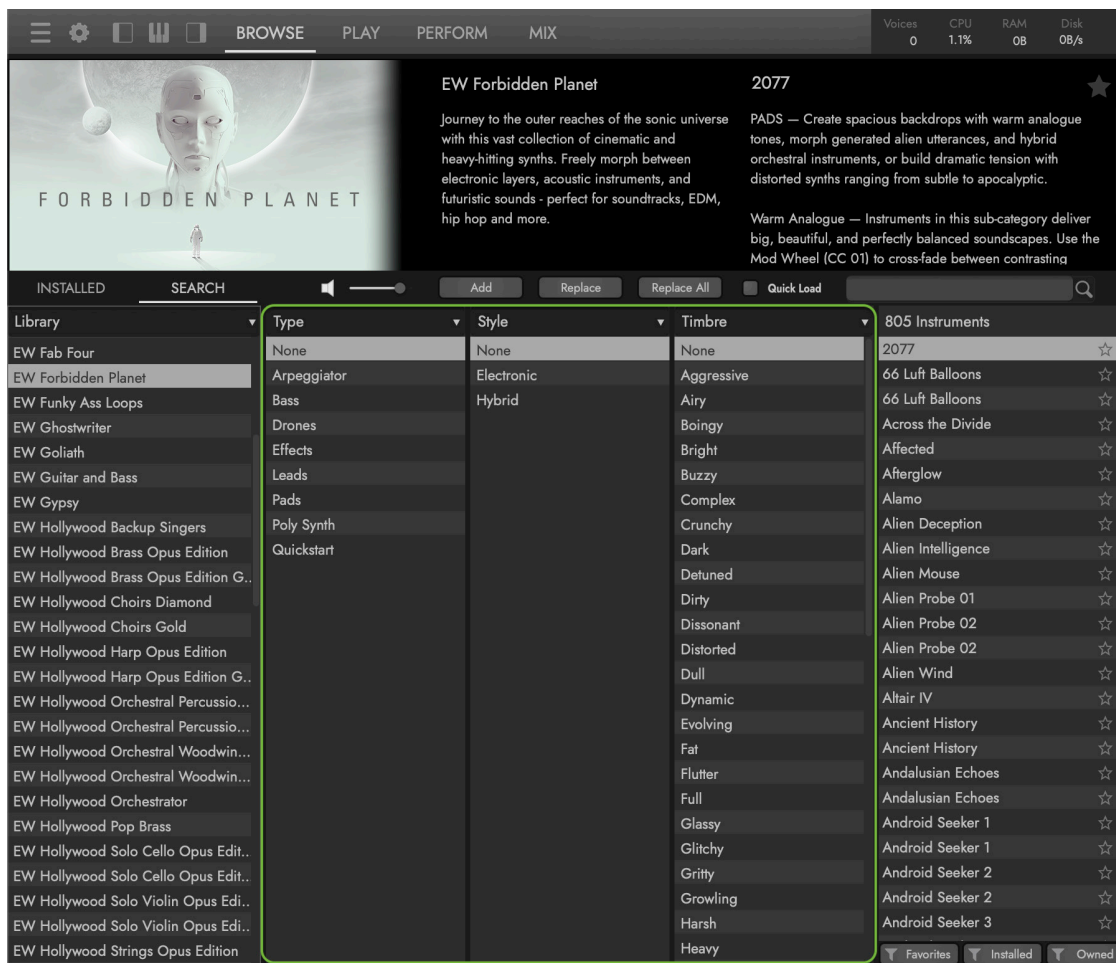 BROWSE PLAY PERFORM MIX
Voices CPU RAM Disk
0 1.1% 0B 0B/s
FORBIDDEN PLANET
EW Forbidden Planet
Journey to the outer reaches of the sonic universe
with this vast collection of cinematic and
heavy-hitting synths. Freely morph between
electronic layers, acoustic instruments, and
futuristic sounds - perfect for soundtracks, EDM,
hip hop and more.
2077
PADS — Create spacious backdrops with warm analogue
tones, morph generated alien utterances, and hybrid
orchestral instruments, or build dramatic tension with
distorted synths ranging from subtle to apocalyptic.
Warm Analogue — Instruments in this sub-category deliver
big, beautiful, and perfectly balanced soundscapes. Use the
Mod Wheel (CC 01) to cross-fade between contrasting
INSTALLED SEARCH
Add Replace Replace All Quick Load
Library
EW Fab Four
EW Forbidden Planet
EW Funky Ass Loops
EW Ghostwriter
EW Goliath
EW Guitar and Bass
EW Gypsy
EW Hollywood Backup Singers
EW Hollywood Brass Opus Edition
EW Hollywood Brass Opus Edition G..
EW Hollywood Choirs Diamond
EW Hollywood Choirs Gold
EW Hollywood Harp Opus Edition
EW Hollywood Harp Opus Edition G..
EW Hollywood Orchestral Percussio...
EW Hollywood Orchestral Percussio...
EW Hollywood Orchestral Woodwin...
EW Hollywood Orchestral Woodwin...
EW Hollywood Orchestrator
EW Hollywood Pop Brass
EW Hollywood Solo Cello Opus Edit..
EW Hollywood Solo Cello Opus Edit..
EW Hollywood Solo Violin Opus Edi..
EW Hollywood Solo Violin Opus Edi..
EW Hollywood Strings Opus Edition
Type
None
Arpeggiator
Bass
Drones
Effects
Leads
Pads
Poly Synth
Quickstart
Style
None
Electronic
Hybrid
Timbre
None
Aggressive
Airy
Boingy
Bright
Buzzy
Complex
Crunchy
Dark
Detuned
Dirty
Dissonant
Distorted
Dull
Dynamic
Evolving
Fat
Flutter
Full
Glassy
Glitchy
Gritty
Growling
Harsh
Heavy
805 Instruments
2077
66 Luft Balloons
66 Luft Balloons
Across the Divide
Affected
Afterglow
Alamo
Alien Deception
Alien Intelligence
Alien Mouse
Alien Probe 01
Alien Probe 02
Alien Probe 02
Alien Wind
Altair IV
Ancient History
Ancient History
Andalusian Echoes
Andalusian Echoes
Android Seeker 1
Android Seeker 1
Android Seeker 2
Android Seeker 2
Android Seeker 3
Favorites Installed Owned